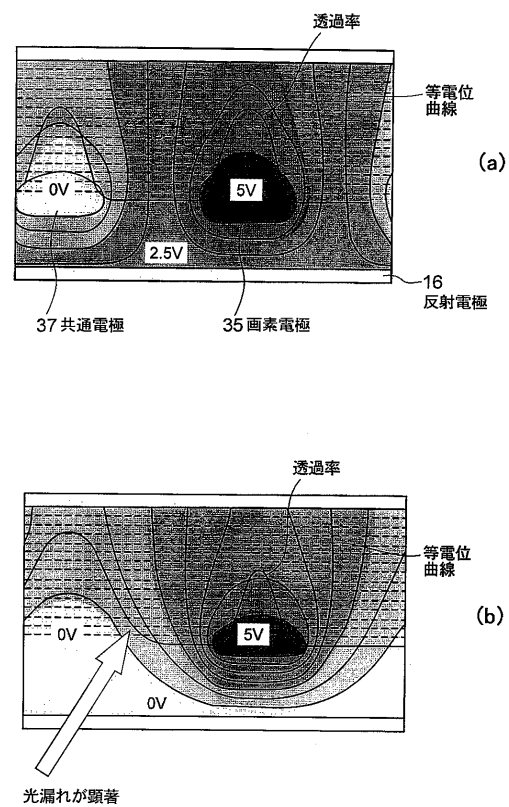 透過率
等電位
曲線
(a)
0V
5V
2.5V
16
反射電極
37 共通電極
35 画素電極
透過率
等電位
曲線
(b)
0V
5V
0V
光漏れが顕著